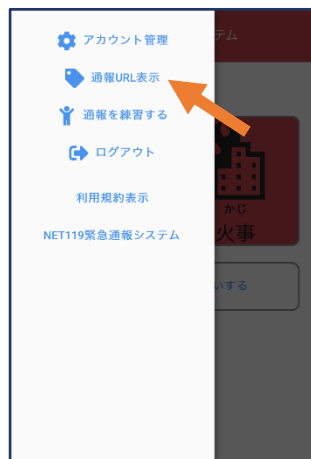 アカウント管理
テム
通報URL表示
通報を練習する
ログアウト
利用規約表示
かじ
火事
NET119緊急通報システム
いする